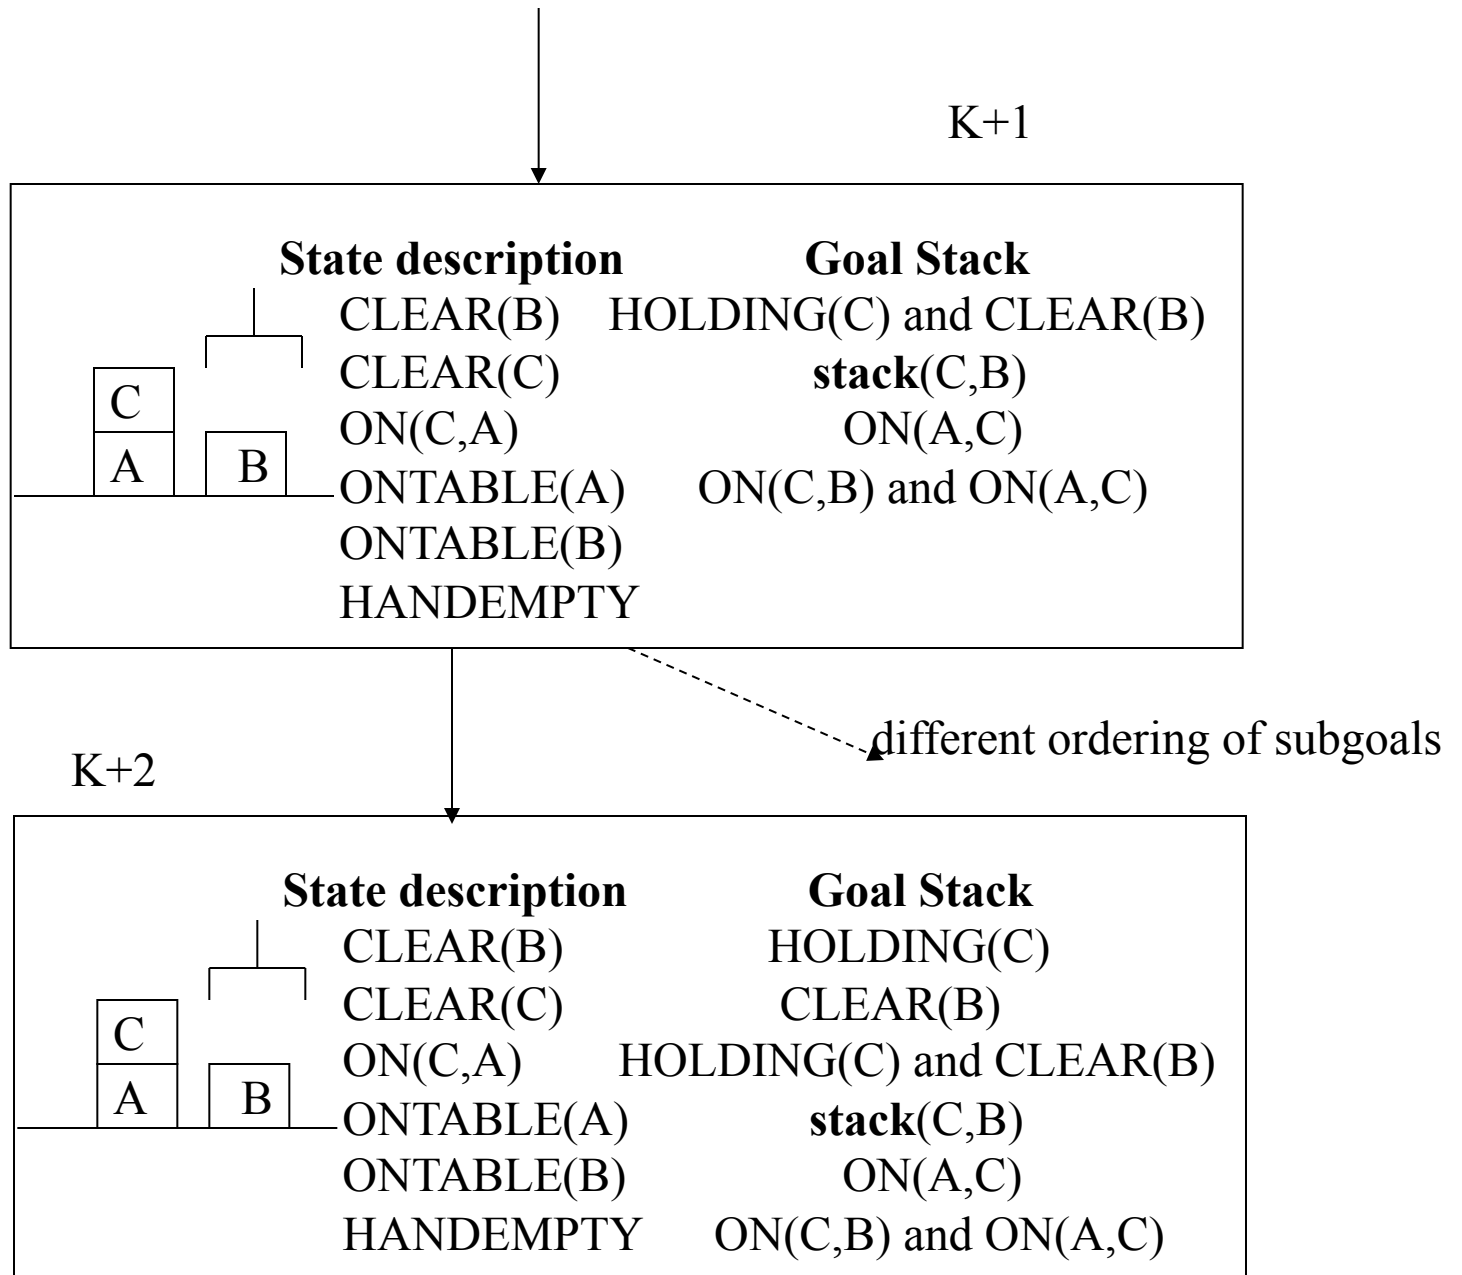 K+1
State description Goal Stack
CLEAR(B) HOLDING(C) and CLEAR(B)
CLEAR(C) stack(C,B)
C
ON(C,A) ON(A,C)
A B
ONTABLE(A) ON(C,B) and ON(A,C)
ONTABLE(B)
HANDEMPTY
different ordering of subgoals
K+2
State description Goal Stack
CLEAR(B) HOLDING(C)
CLEAR(C) CLEAR(B)
C
ON(C,A) HOLDING(C) and CLEAR(B)
A B
ONTABLE(A) stack(C,B)
ONTABLE(B) ON(A,C)
HANDEMPTY ON(C,B) and ON(A,C)